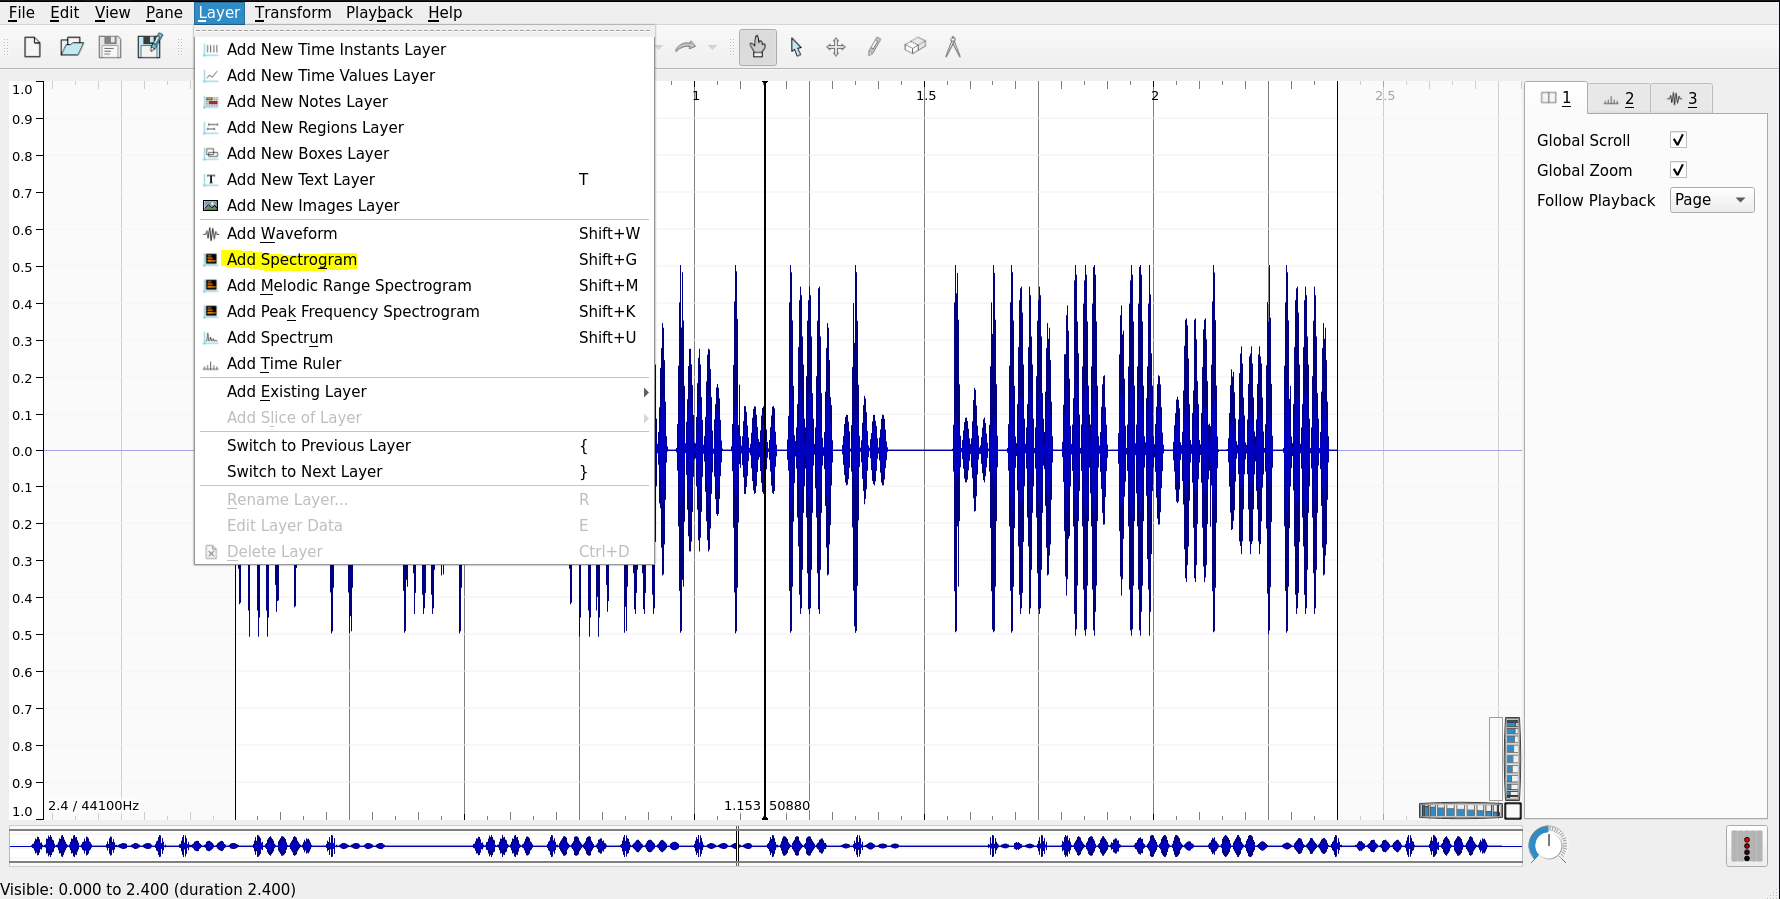 File Edit View Pane Layer Transform Playback Help
Add New Time Instants Layer
Add New Time Values Layer
Add New Notes Layer
Add New Regions Layer
Add New Boxes Layer
Add New Text Layer T
Add New Images Layer
Add Waveform Shift+W
Add Spectrogram Shift+G
Add Melodic Range Spectrogram Shift+M
Add Peak Frequency Spectrogram Shift+K
Add Spectrum Shift+U
Add Time Ruler
Add Existing Layer
Add Slice of Layer
Switch to Previous Layer {
Switch to Next Layer }
Rename Layer... R
Edit Layer Data E
Delete Layer Ctrl+D
1.0
0.9
0.8
0.7
0.6
0.5
0.4
0.3
0.2
0.1
0.0
0.1
0.2
0.3
0.4
0.5
0.6
0.7
0.8
0.9
1.0
1 1.5 2 2.5
2.4 / 44100Hz
1.153 50880
1 2 3
Global Scroll
Global Zoom
Follow Playback Page
Visible: 0.000 to 2.400 (duration 2.400)